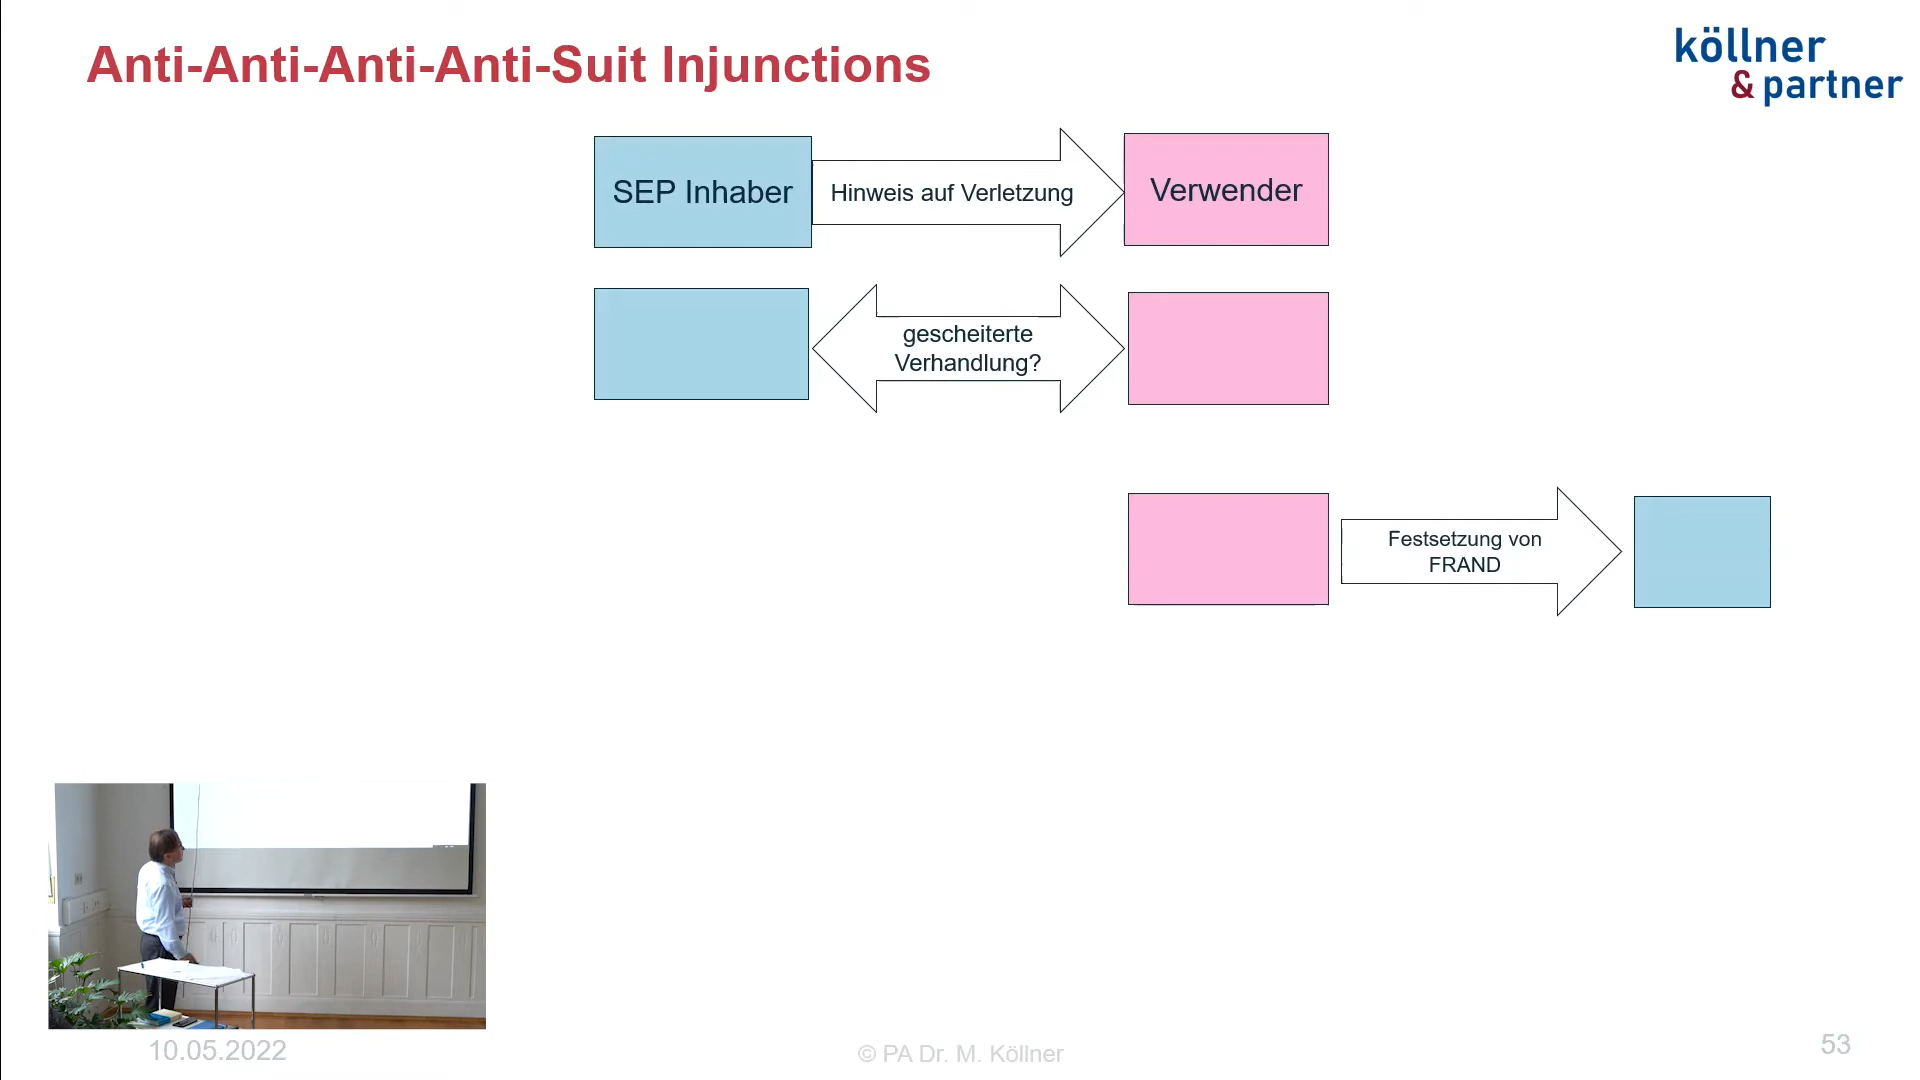 Anti-Anti-Anti-Anti-Suit Injunctions
köllner
& partner
SEP Inhaber
Hinweis auf Verletzung
Verwender
gescheiterte
Verhandlung?
Festsetzung von
FRAND
10.05.2022
© PA Dr. M. Köllner
53